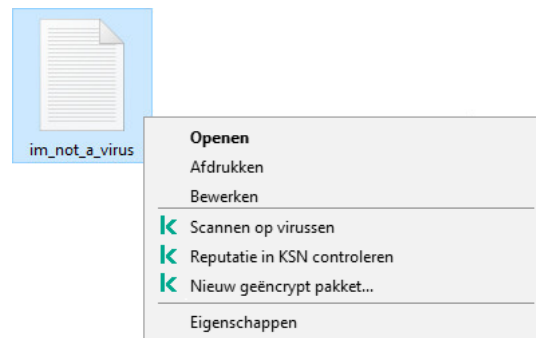 im_not_a_virus
Openen
Afdrukken
Bewerken
Scannen op virussen
Reputatie in KSN controleren
Nieuw geëncrypt pakket...
Eigenschappen